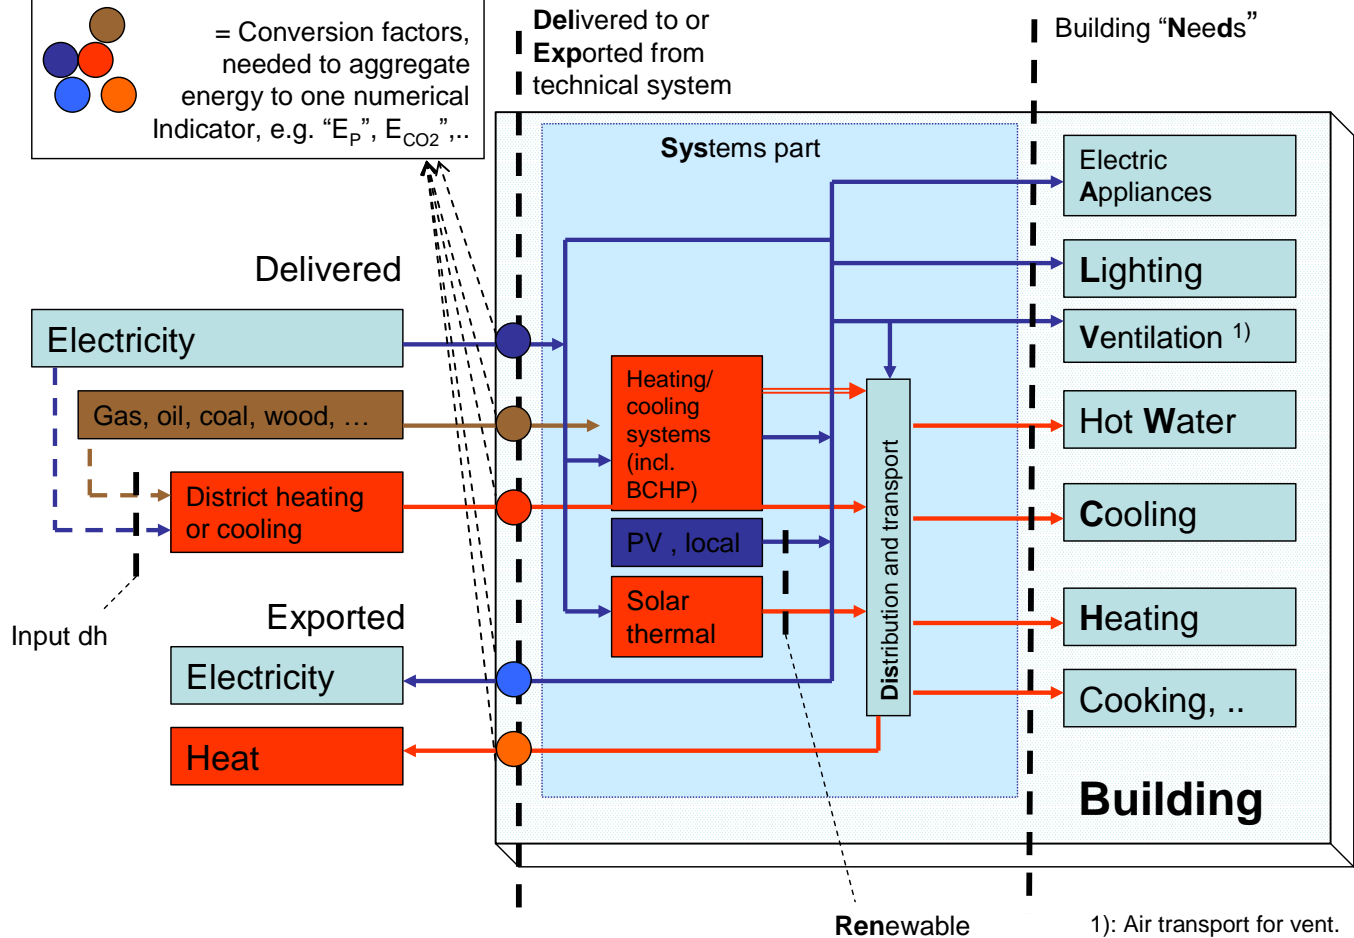 = Conversion factors,
needed to aggregate
energy to one numerical
Indicator, e.g. “E_P”, E_CO2”,..
Delivered to or
Exported from
technical system
Building “Needs”
Systems part
Electric
Appliances
Lighting
Ventilation 1)
Hot Water
Cooling
Heating
Cooking, ..
Delivered
Electricity
Gas, oil, coal, wood, …
District heating
or cooling
Input dh
Exported
Electricity
Heat
Heating/
cooling
systems
(incl.
BCHP)
PV , local
Solar
thermal
Distribution and transport
Building
Renewable
1): Air transport for vent.